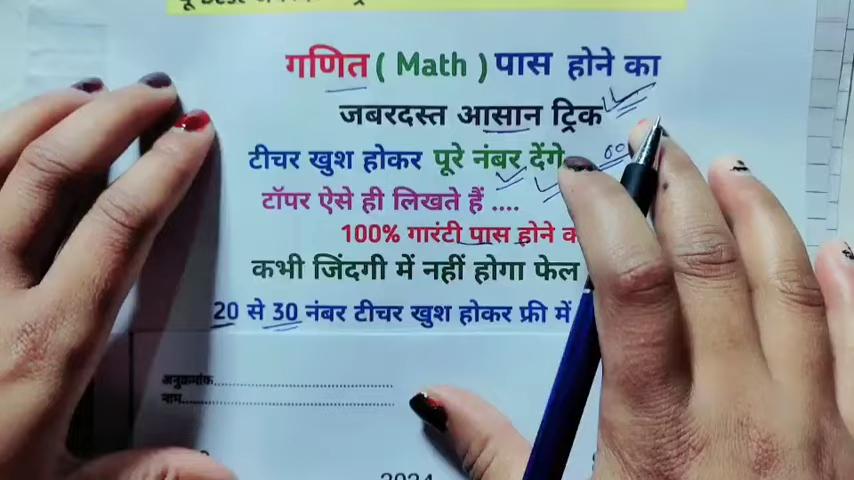 गणित ( Math ) पास होने का
जबरदस्त आसान ट्रिक
टीचर खुश होकर पूरे नंबर देंगे 60
टॉपर ऐसे ही लिखते हैं ....
100% गारंटी पास होने
कभी जिंदगी में नहीं होगा फेल
20 से 30 नंबर टीचर खुश होकर फ्री में
अनुक्रमांक
नाम
2024